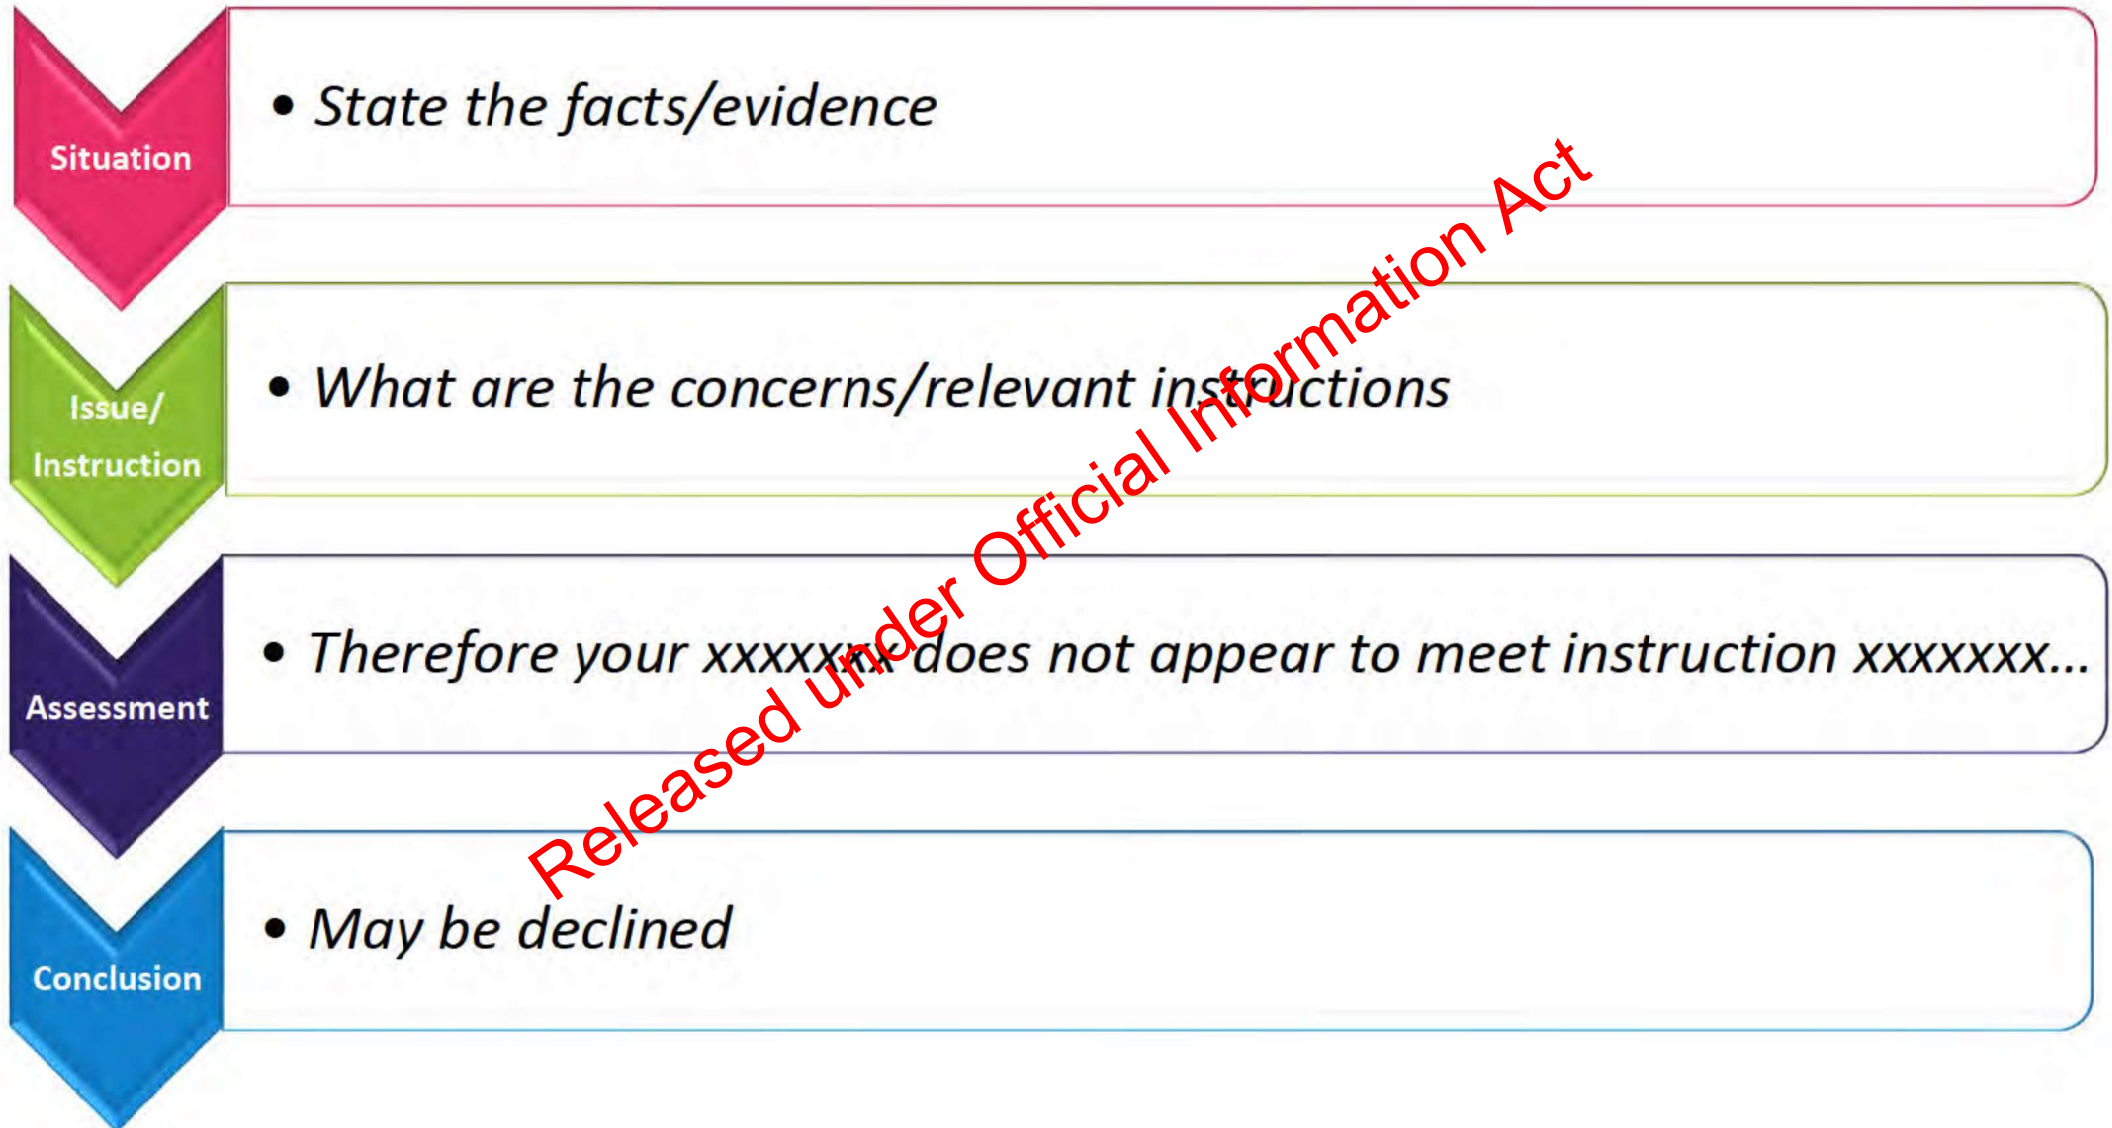 Situation
• State the facts/evidence
Issue/
Instruction
• What are the concerns/relevant instructions
Assessment
• Therefore your xxxxxxx does not appear to meet instruction xxxxxxx...
Conclusion
• May be declined
Released under Official Information Act